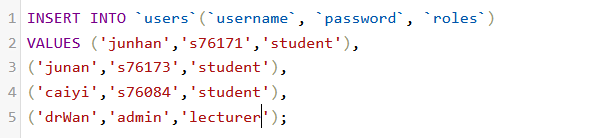 1 INSERT INTO `users`(`username`, `password`, `roles`)
2 VALUES ('junhan','s76171','student'),
3 ('junan','s76173','student'),
4 ('caiyi','s76084','student'),
5 ('drWan','admin','lecturer');